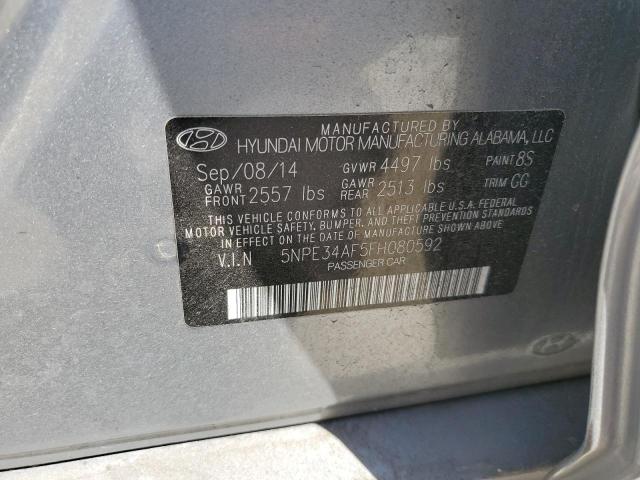 MANUFACTURED BY
HYUNDAI MOTOR MANUFACTURING ALABAMA, LLC
Sep/08/14 GVWR 4497 lbs PAINT 8S
GAWR FRONT 2557 lbs GAWR REAR 2513 lbs TRIM GG
THIS VEHICLE CONFORMS TO ALL APPLICABLE U.S.A. FEDERAL
MOTOR VEHICLE SAFETY, BUMPER, AND THEFT PREVENTION STANDARDS
IN EFFECT ON THE DATE OF MANUFACTURE SHOWN ABOVE.
V.I.N 5NPE34AF5FH080592
PASSENGER CAR